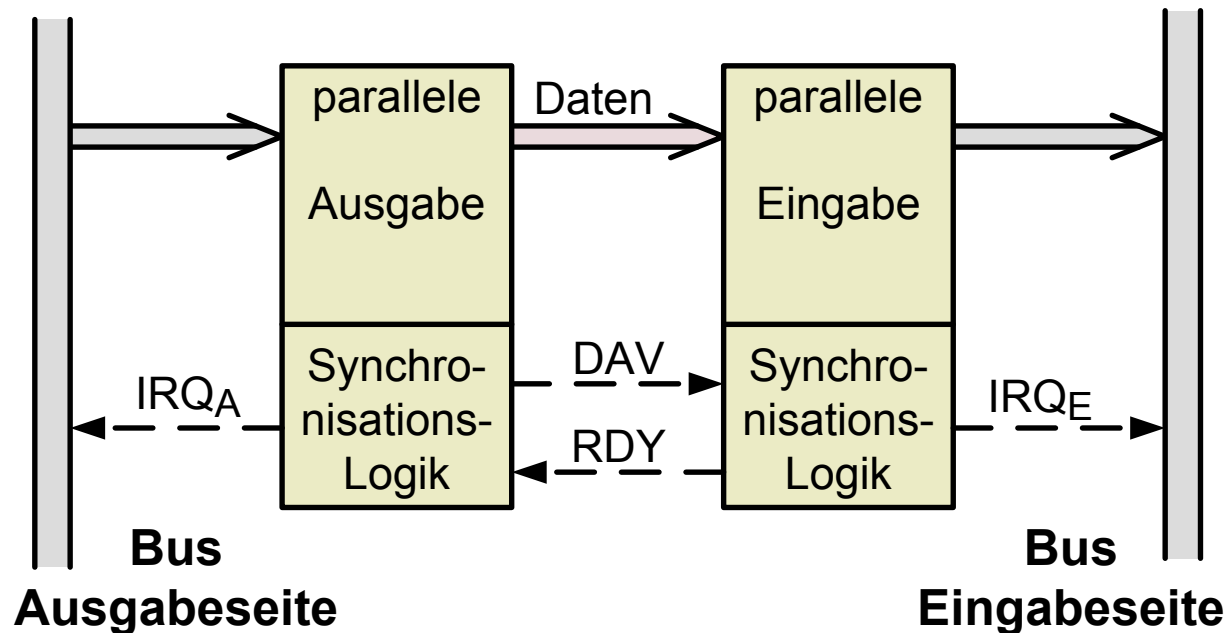 parallele
Ausgabe
Daten
parallele
Eingabe
Synchro-
nisations-
Logik
DAV
RDY
Synchro-
nisations-
Logik
IRQA
IRQE
Bus
Ausgabeseite
Bus
Eingabeseite